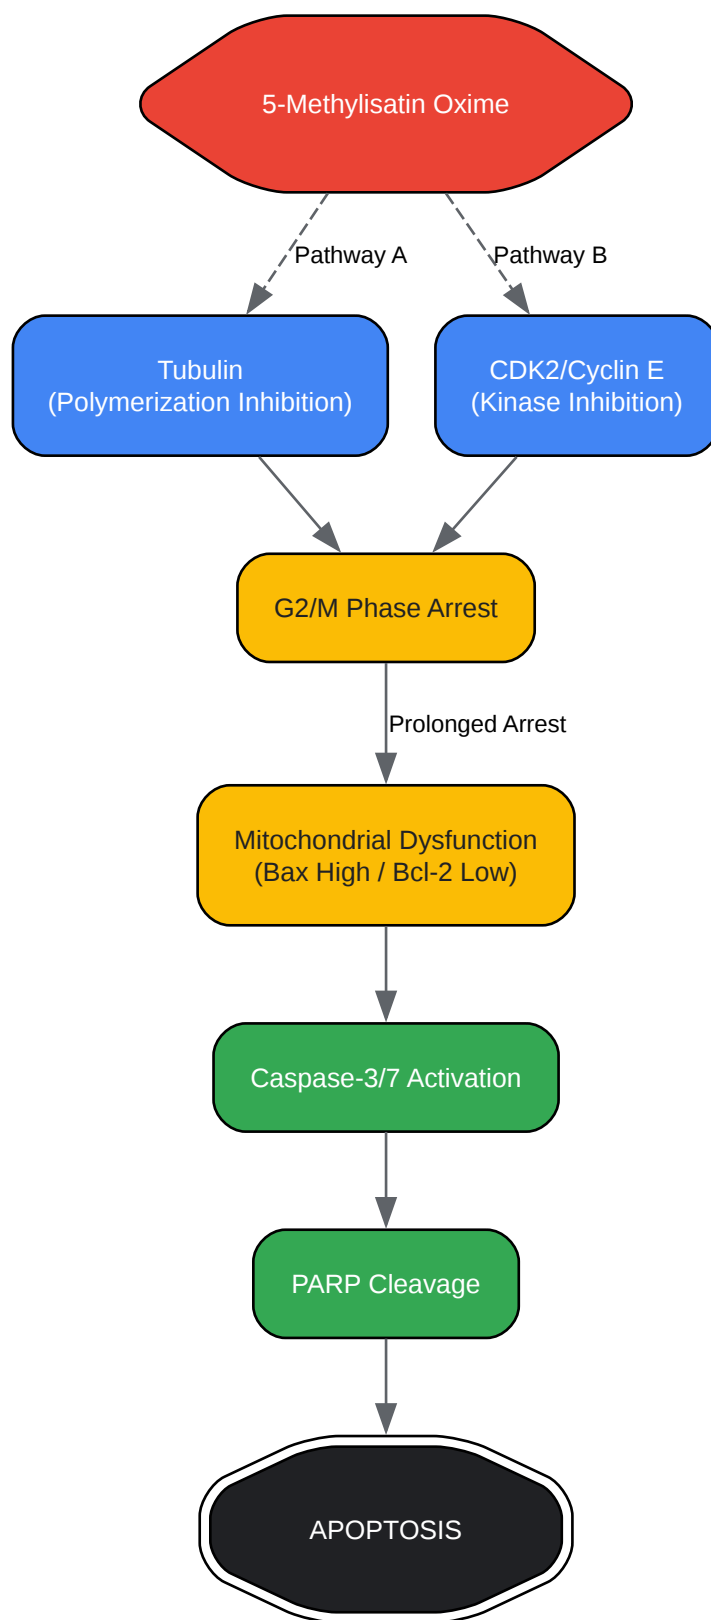 5-Methylisatin Oxime
Pathway A
Pathway B
Tubulin
(Polymerization Inhibition)
CDK2/Cyclin E
(Kinase Inhibition)
G2/M Phase Arrest
Prolonged Arrest
Mitochondrial Dysfunction
(Bax High / Bcl-2 Low)
Caspase-3/7 Activation
PARP Cleavage
APOPTOSIS